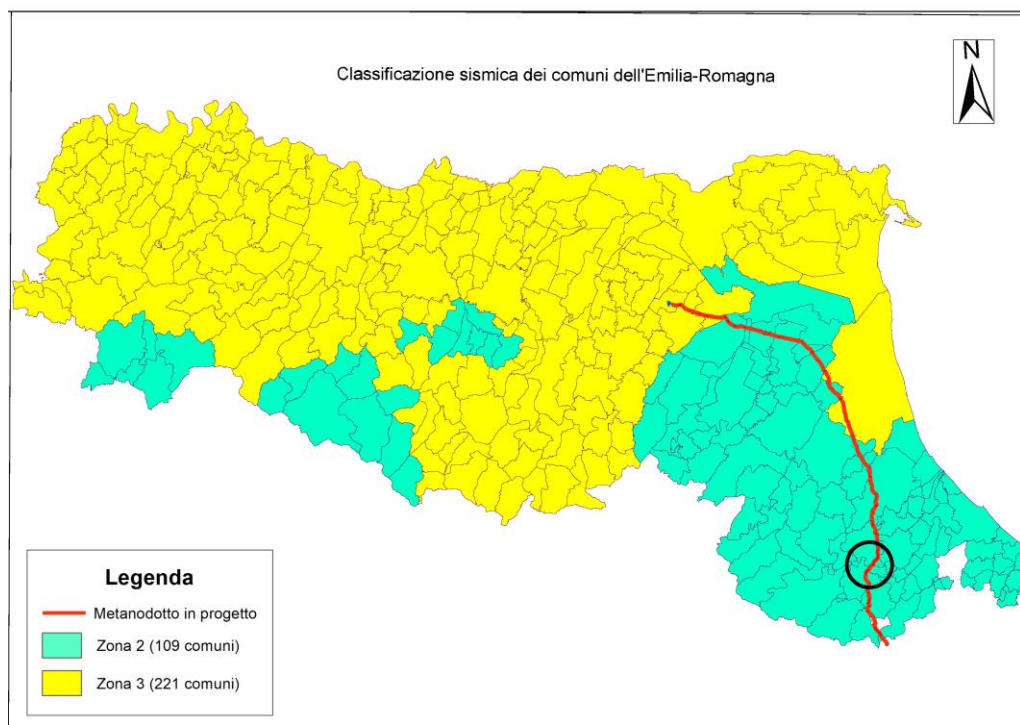 Classificazione sismica dei comuni dell'Emilia-Romagna
N
Legenda
Metanodotto in progetto
Zona 2 (109 comuni)
Zona 3 (221 comuni)